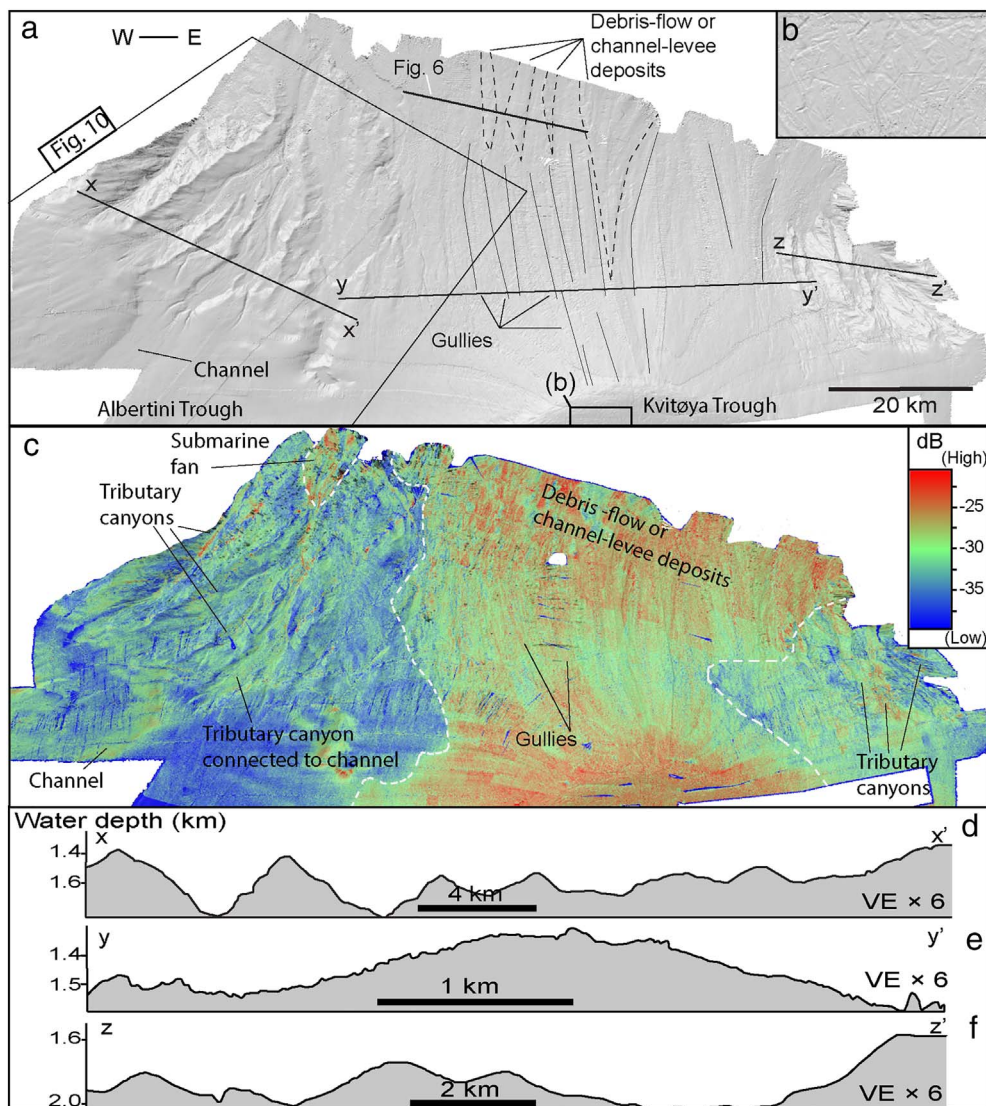 a
W — E
Debris-flow or
channel-levee
deposits
b
Fig. 6
Fig. 10
x
z
y
z'
y'
x'
Gullies
Channel
(b)
Albertini Trough
Kvitøya Trough
20 km
c
Submarine
fan
dB
(High)
-25
-30
-35
(Low)
Tributary
canyons
Debris -flow or
channel-levee deposits
Tributary canyon
connected to channel
Gullies
Channel
Tributary
canyons
Water depth (km)
d
x
x'
1.4
1.6
4 km
VE × 6
y
y'
e
1.4
1.5
1 km
VE × 6
z
z'
f
1.6
2.0
2 km
VE × 6